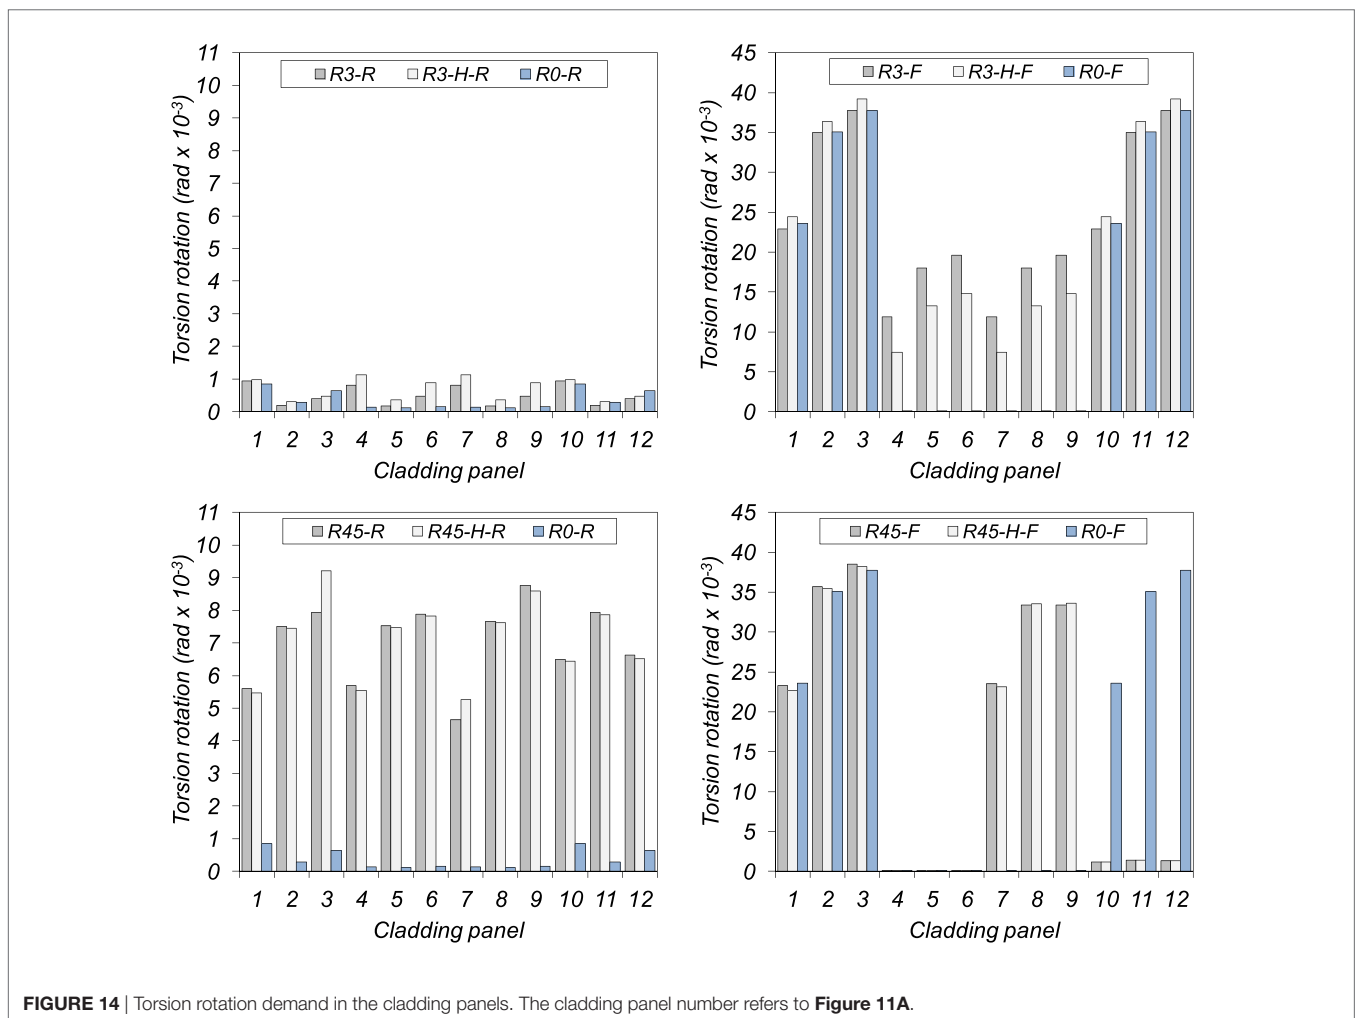 11
10
9
8
7
6
5
4
3
2
1
0
Torsion rotation (rad x 10-3)
R3-R R3-H-R R0-R
1 2 3 4 5 6 7 8 9 10 11 12
Cladding panel
45
40
35
30
25
20
15
10
5
0
Torsion rotation (rad x 10-3)
R3-F R3-H-F R0-F
1 2 3 4 5 6 7 8 9 10 11 12
Cladding panel
11
10
9
8
7
6
5
4
3
2
1
0
Torsion rotation (rad x 10-3)
R45-R R45-H-R R0-R
1 2 3 4 5 6 7 8 9 10 11 12
Cladding panel
45
40
35
30
25
20
15
10
5
0
Torsion rotation (rad x 10-3)
R45-F R45-H-F R0-F
1 2 3 4 5 6 7 8 9 10 11 12
Cladding panel
FIGURE 14 | Torsion rotation demand in the cladding panels. The cladding panel number refers to Figure 11A.